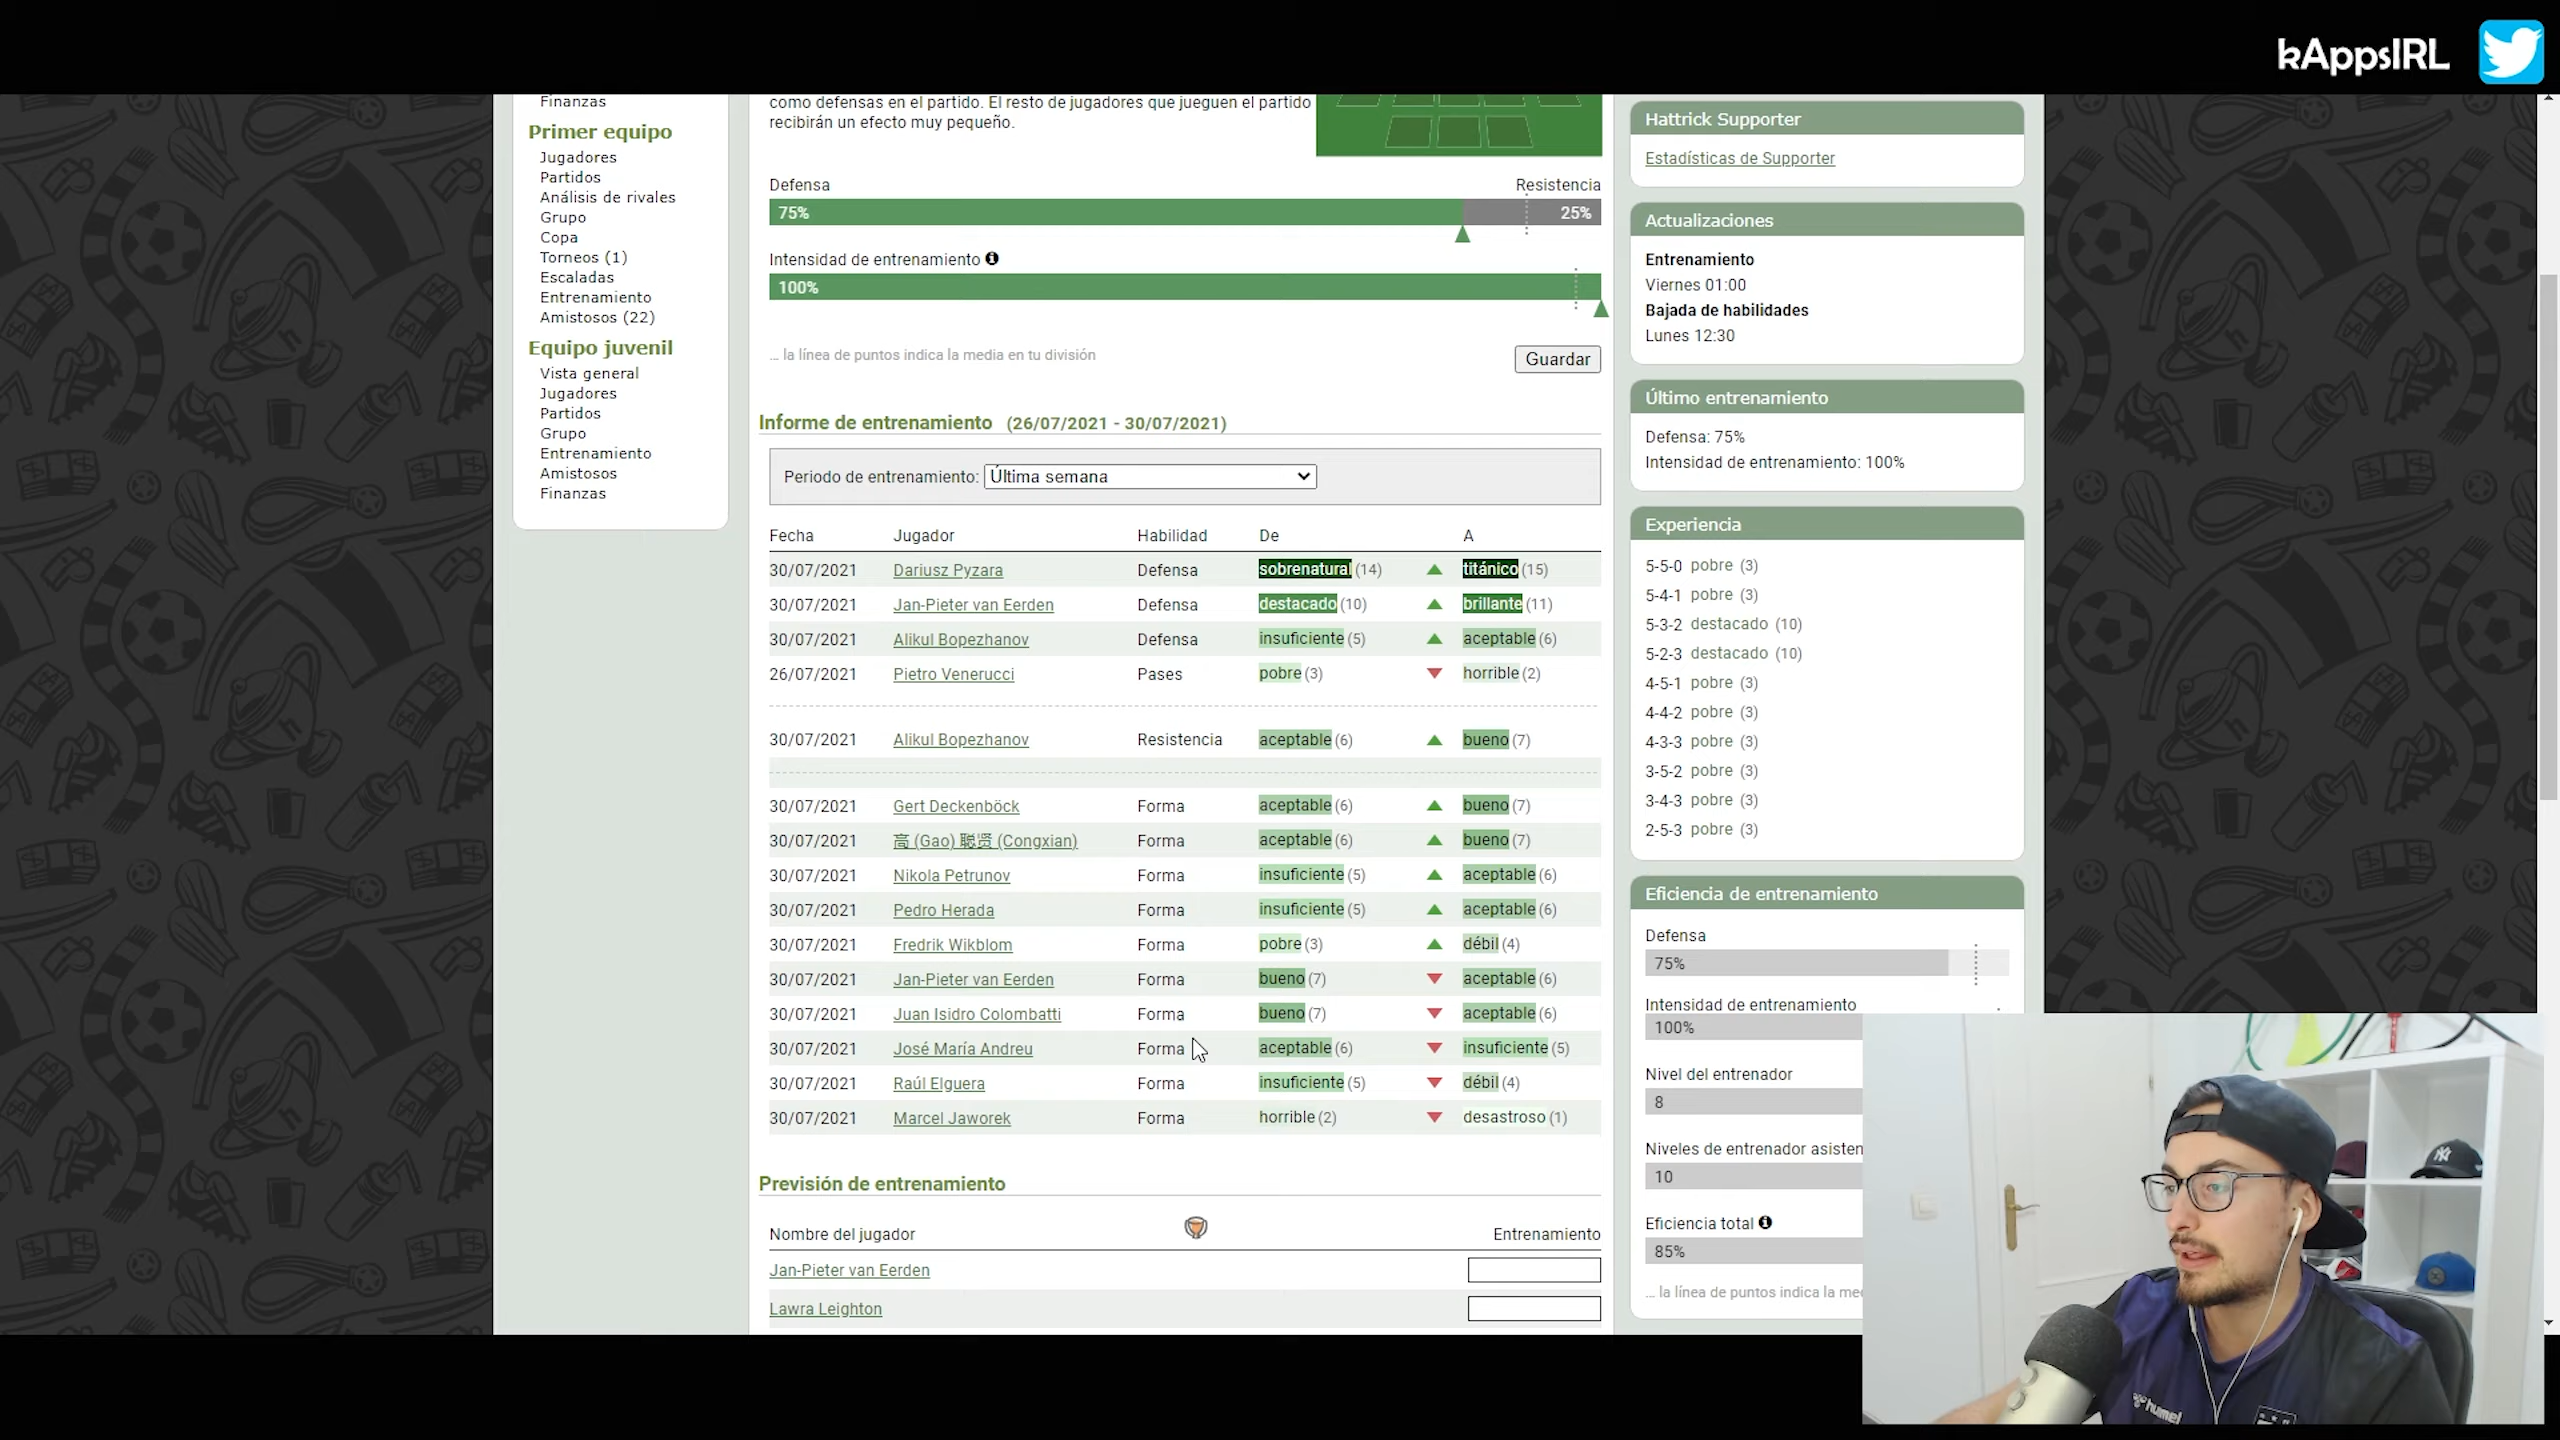 kAppsIRL
Finanzas
Primer equipo
Jugadores
Partidos
Análisis de rivales
Grupo
Copa
Torneos (1)
Escaladas
Entrenamiento
Amistosos (22)
Equipo juvenil
Vista general
Jugadores
Partidos
Grupo
Entrenamiento
Amistosos
Finanzas
como defensas en el partido. El resto de jugadores que jueguen el partido
recibirán un efecto muy pequeño.
Defensa Resistencia
75% 25%
Intensidad de entrenamiento
100%
... la línea de puntos indica la media en tu división
Guardar
Informe de entrenamiento (26/07/2021 - 30/07/2021)
Periodo de entrenamiento: Última semana
Fecha Jugador Habilidad De A
30/07/2021 Dariusz Pyzara Defensa sobrenatural (14) titánico (15)
30/07/2021 Jan-Pieter van Eerden Defensa destacado (10) brillante (11)
30/07/2021 Alikul Bopezhanov Defensa insuficiente (5) aceptable (6)
26/07/2021 Pietro Venerucci Pases pobre (3) horrible (2)
30/07/2021 Alikul Bopezhanov Resistencia aceptable (6) bueno (7)
30/07/2021 Gert Deckenböck Forma aceptable (6) bueno (7)
30/07/2021 高 (Gao) 聪贤 (Congxian) Forma aceptable (6) bueno (7)
30/07/2021 Nikola Petrunov Forma insuficiente (5) aceptable (6)
30/07/2021 Pedro Herada Forma insuficiente (5) aceptable (6)
30/07/2021 Fredrik Wikblom Forma pobre (3) débil (4)
30/07/2021 Jan-Pieter van Eerden Forma bueno (7) aceptable (6)
30/07/2021 Juan Isidro Colombatti Forma bueno (7) aceptable (6)
30/07/2021 José María Andreu Forma aceptable (6) insuficiente (5)
30/07/2021 Raúl Elguera Forma insuficiente (5) débil (4)
30/07/2021 Marcel Jaworek Forma horrible (2) desastroso (1)
Previsión de entrenamiento
Nombre del jugador Entrenamiento
Jan-Pieter van Eerden
Lawra Leighton
Hattrick Supporter
Estadísticas de Supporter
Actualizaciones
Entrenamiento
Viernes 01:00
Bajada de habilidades
Lunes 12:30
Último entrenamiento
Defensa: 75%
Intensidad de entrenamiento: 100%
Experiencia
5-5-0 pobre (3)
5-4-1 pobre (3)
5-3-2 destacado (10)
5-2-3 destacado (10)
4-5-1 pobre (3)
4-4-2 pobre (3)
4-3-3 pobre (3)
3-5-2 pobre (3)
3-4-3 pobre (3)
2-5-3 pobre (3)
Eficiencia de entrenamiento
Defensa
75%
Intensidad de entrenamiento
100%
Nivel del entrenador
8
Niveles de entrenador asisten
10
Eficiencia total
85%
... la línea de puntos indica la med
hummel